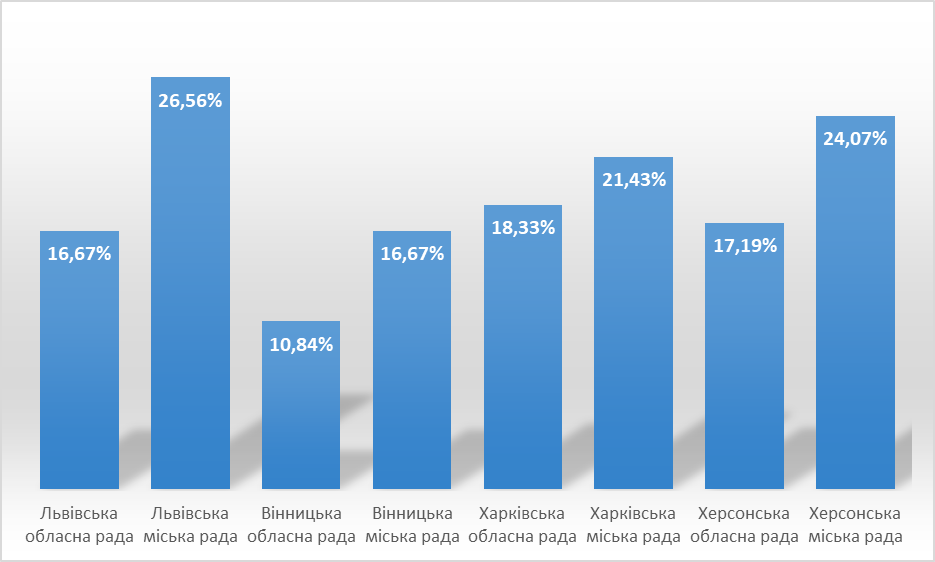 26,56%
24,07%
21,43%
18,33%
17,19%
16,67%
16,67%
10,84%
Львівська
обласна рада
Львівська
міська рада
Вінницька
обласна рада
Вінницька
міська рада
Харківська
обласна рада
Харківська
міська рада
Херсонська
обласна рада
Херсонська
міська рада